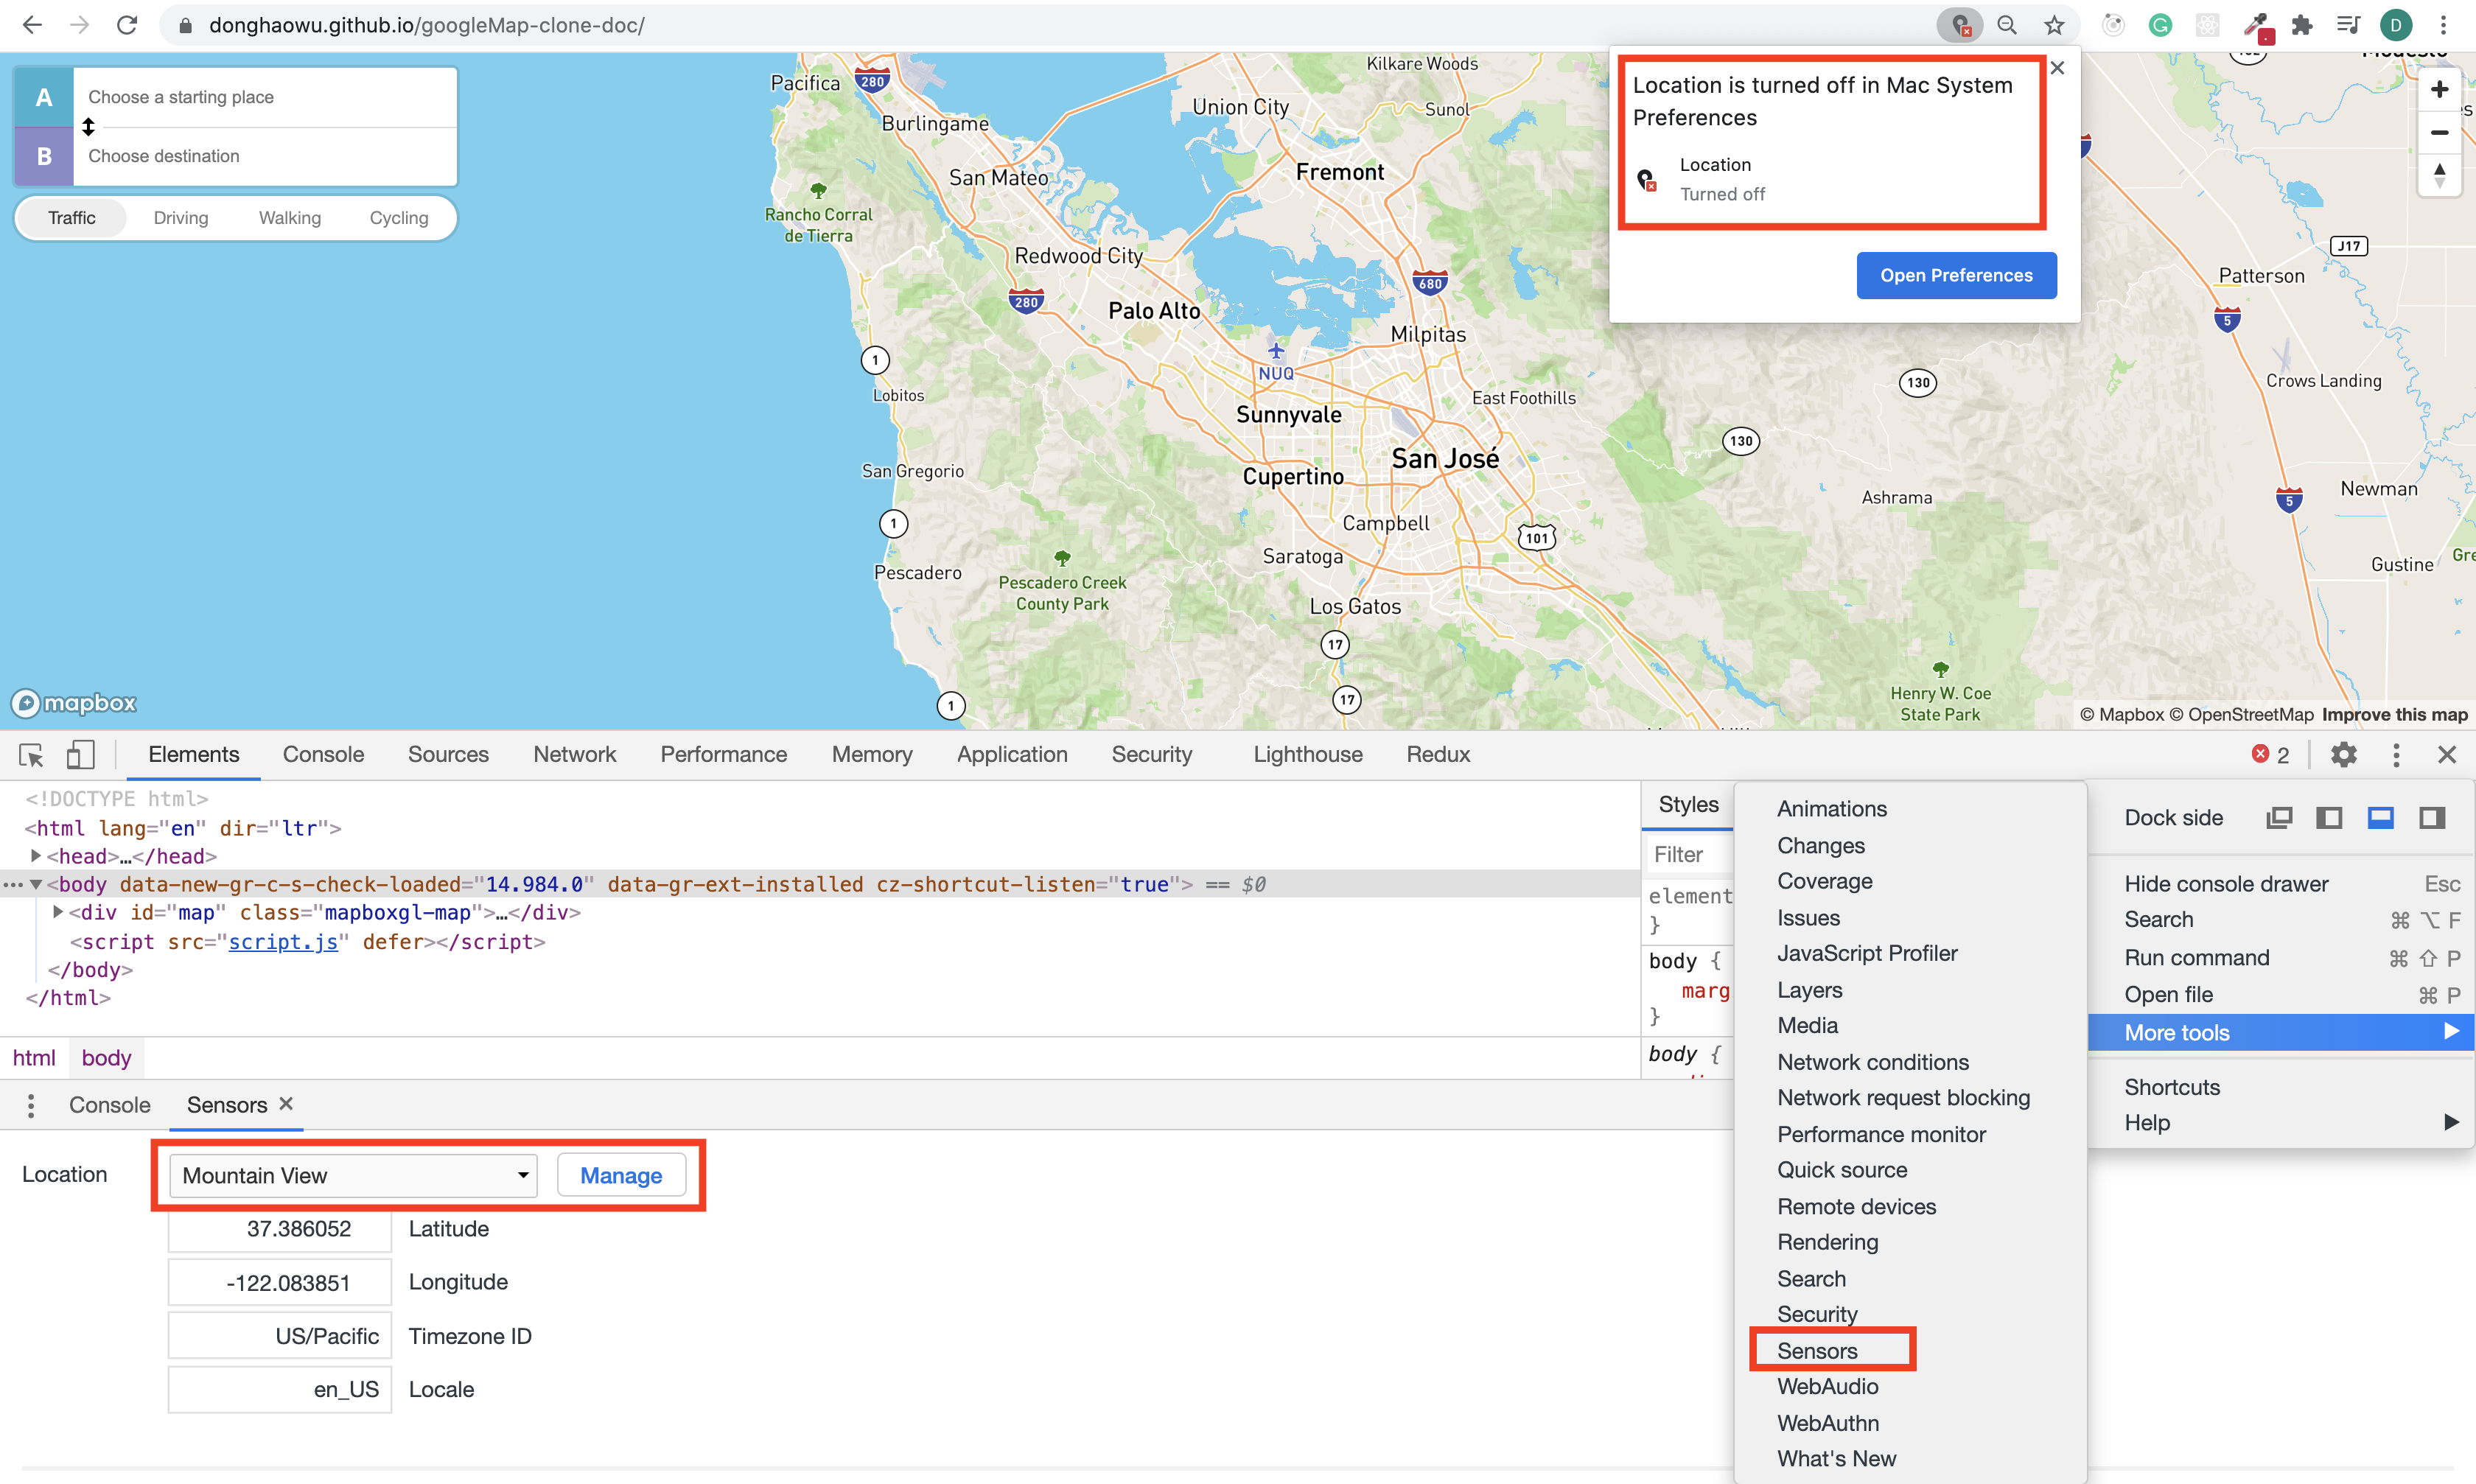 donghaowu.github.io/googleMap-clone-doc/
D
A
Choose a starting place
B
Choose destination
Traffic
Driving
Walking
Cycling
Location is turned off in Mac System
Preferences
Location
Turned off
Open Preferences
Pacifica
280
Burlingame
San Mateo
Rancho Corral
de Tierra
Redwood City
280
Palo Alto
Union City
Kilkare Woods
Sunol
Fremont
680
Milpitas
NUQ
Sunnyvale
East Foothills
San José
Cupertino
Campbell
Saratoga
Los Gatos
101
17
17
1
Lobitos
San Gregorio
1
Pescadero
Pescadero Creek
County Park
1
130
130
Ashrama
Henry W. Coe
State Park
J17
Patterson
5
Crows Landing
5
Newman
Gustine
mapbox
© Mapbox © OpenStreetMap Improve this map
Elements
Console
Sources
Network
Performance
Memory
Application
Security
Lighthouse
Redux
2
<!DOCTYPE html>
<html lang="en" dir="ltr">
<head>…</head>
<body data-new-gr-c-s-check-loaded="14.984.0" data-gr-ext-installed cz-shortcut-listen="true"> == $0
<div id="map" class="mapboxgl-map">…</div>
<script src="script.js" defer></script>
</body>
</html>
html
body
Styles
Filter
element
}
body {
marg
}
body {
Animations
Changes
Coverage
Issues
JavaScript Profiler
Layers
Media
Network conditions
Network request blocking
Performance monitor
Quick source
Remote devices
Rendering
Search
Security
Sensors
WebAudio
WebAuthn
What's New
Dock side
Hide console drawer Esc
Search ⌘ ⌥ F
Run command ⌘ ⇧ P
Open file ⌘ P
More tools
Shortcuts
Help
Console
Sensors
Location
Mountain View
Manage
37.386052 Latitude
-122.083851 Longitude
US/Pacific Timezone ID
en_US Locale